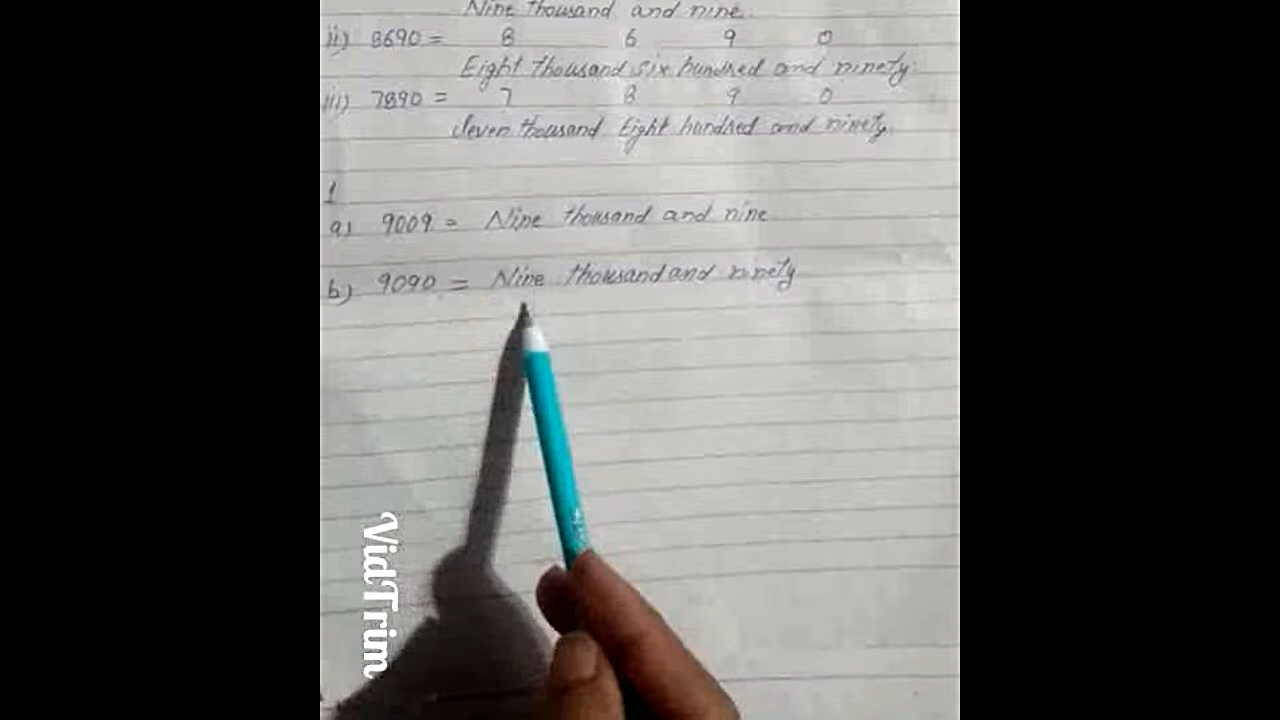 Nine thousand and nine.
ii) 8690 = 8 6 9 0
Eight thousand six hundred and ninety.
iii) 7890 = 7 8 9 0
Seven thousand Eight hundred and ninety.
1
a) 9009 = Nine thousand and nine
b) 9090 = Nine thousand and ninety
VidTrim